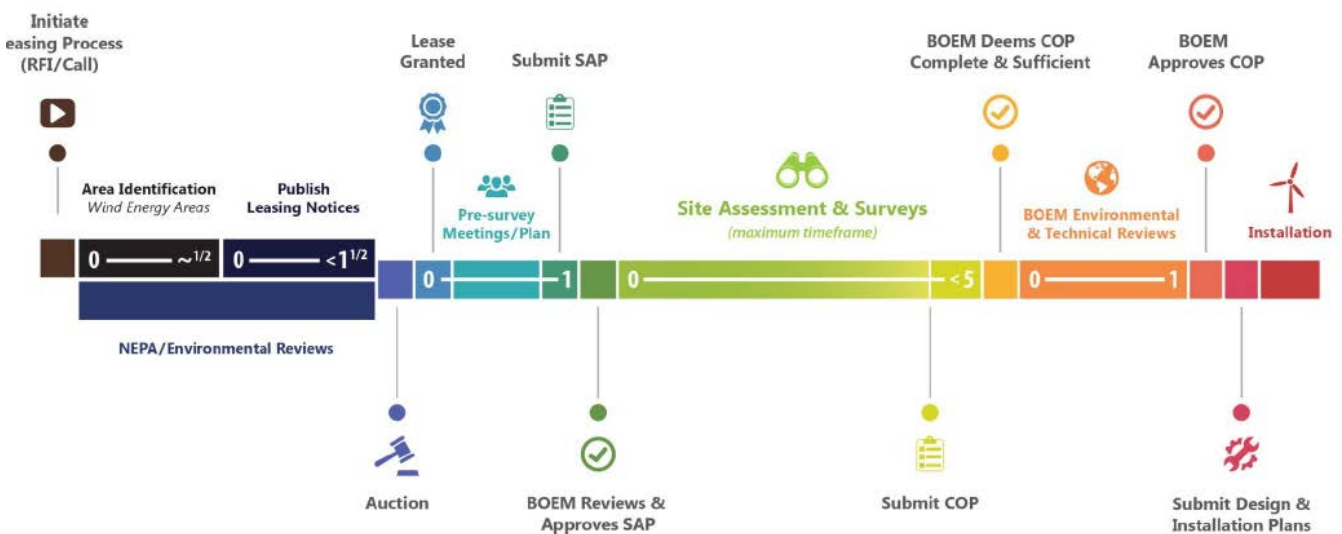 Initiate
easing Process
(RFI/Call)
Lease
Granted
Submit SAP
BOEM Deems COP
Complete & Sufficient
BOEM
Approves COP
Area Identification
Wind Energy Areas
Publish
Leasing Notices
Pre-survey
Meetings/Plan
Site Assessment & Surveys
(maximum timeframe)
BOEM Environmental
& Technical Reviews
Installation
0 ~1/2
0 <1 1/2
0 1
0 <5
0 1
NEPA/Environmental Reviews
Auction
BOEM Reviews &
Approves SAP
Submit COP
Submit Design &
Installation Plans